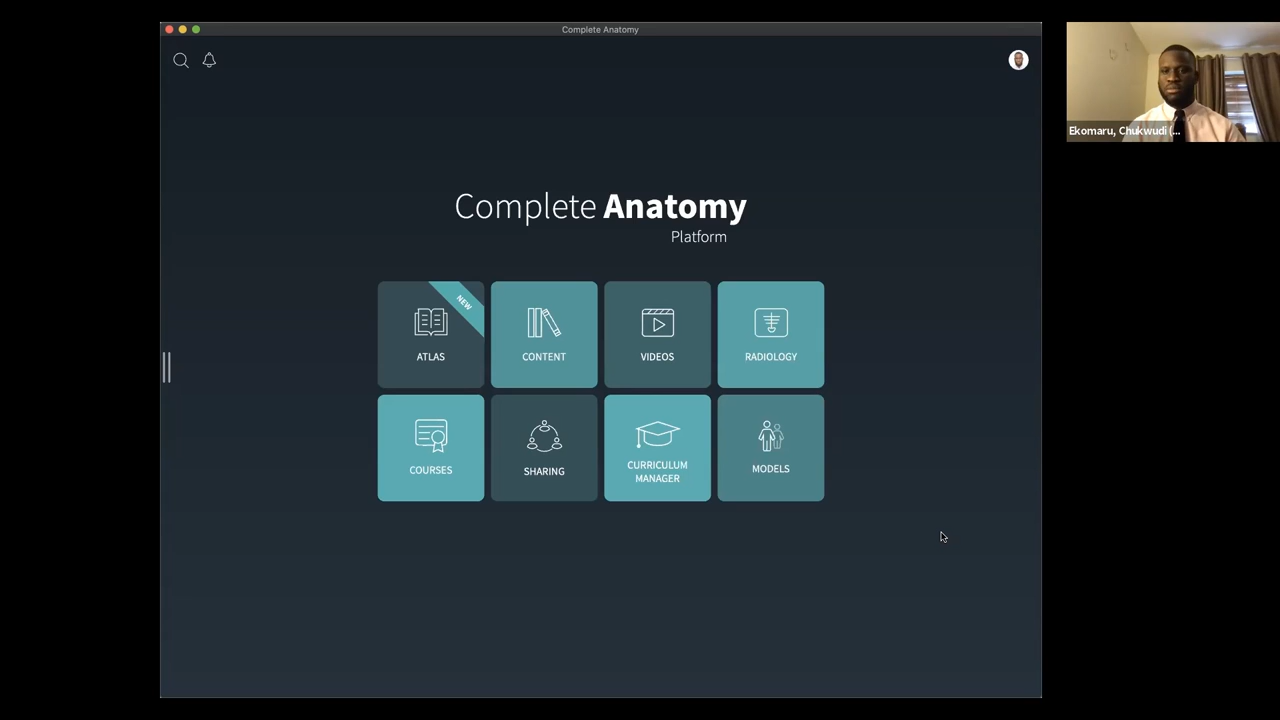 Complete Anatomy
Ekomaru, Chukwudi (...
Complete Anatomy
Platform
NEW
ATLAS
CONTENT
VIDEOS
RADIOLOGY
COURSES
SHARING
CURRICULUM
MANAGER
MODELS